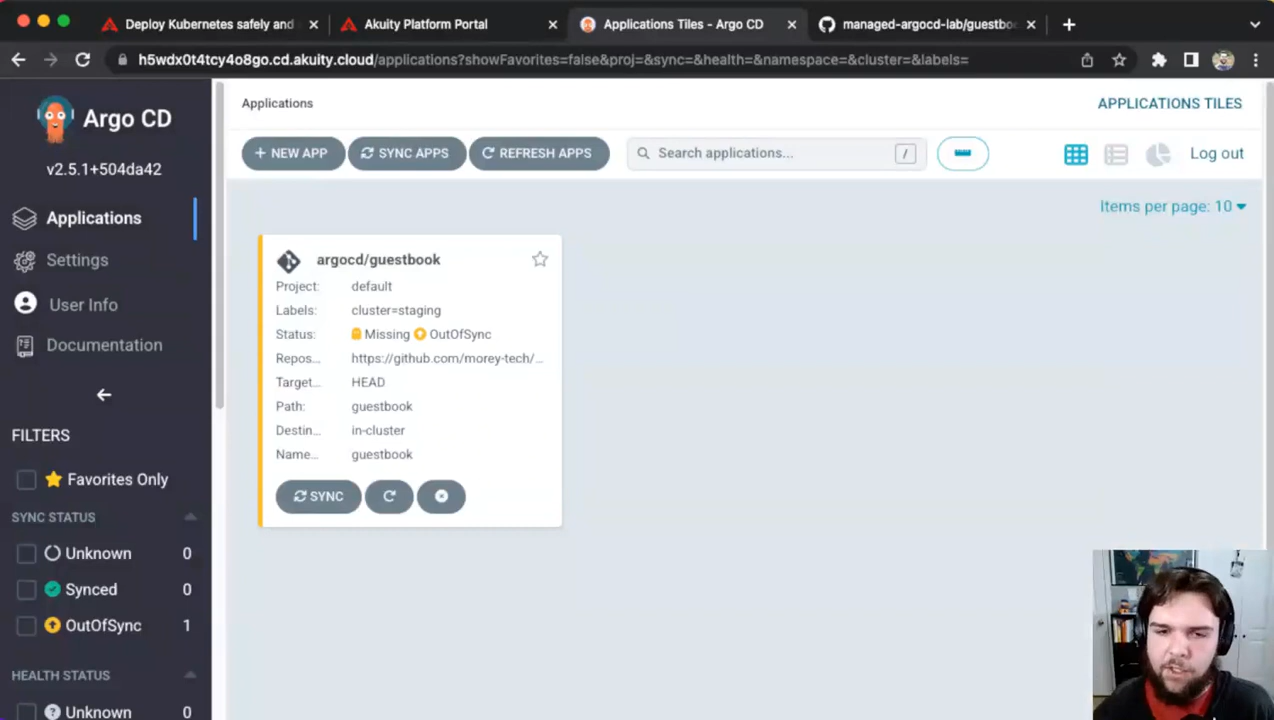 Deploy Kubernetes safely and
Akuity Platform Portal
Applications Tiles - Argo CD
managed-argocd-lab/guestbo
h5wdx0t4tcy4o8go.cd.akuity.cloud/applications?showFavorites=false&proj=&sync=&health=&namespace=&cluster=&labels=
Argo CD
v2.5.1+504da42
Applications
Settings
User Info
Documentation
FILTERS
Favorites Only
SYNC STATUS
Unknown 0
Synced 0
OutOfSync 1
HEALTH STATUS
Unknown 0
Applications
APPLICATIONS TILES
+ NEW APP
SYNC APPS
REFRESH APPS
Search applications... /
Log out
Items per page: 10
argocd/guestbook
Project: default
Labels: cluster=staging
Status: Missing OutOfSync
Repos... https://github.com/morey-tech/...
Target... HEAD
Path: guestbook
Destin... in-cluster
Name... guestbook
SYNC